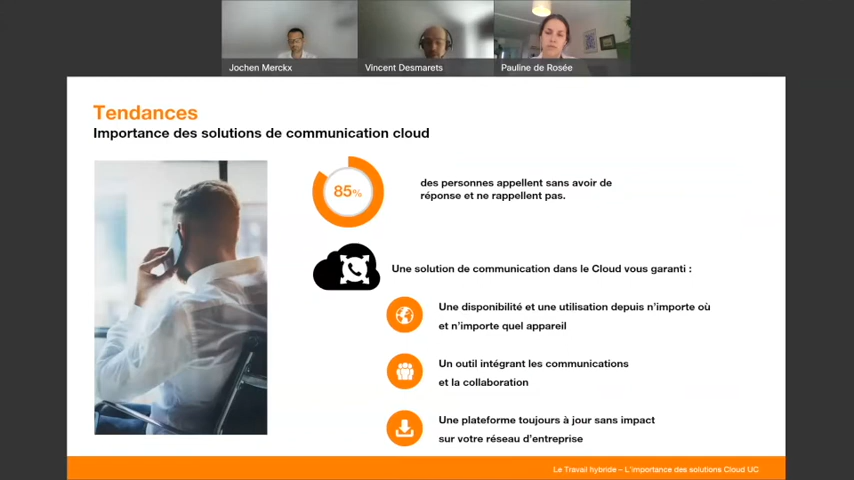 Jochen Merckx
Vincent Desmarets
Pauline de Rosée
Tendances
Importance des solutions de communication cloud
85%
des personnes appellent sans avoir de
réponse et ne rappellent pas.
Une solution de communication dans le Cloud vous garanti :
Une disponibilité et une utilisation depuis n'importe où
et n'importe quel appareil
Un outil intégrant les communications
et la collaboration
Une plateforme toujours à jour sans impact
sur votre réseau d'entreprise
Le Travail hybride – L'importance des solutions Cloud UC